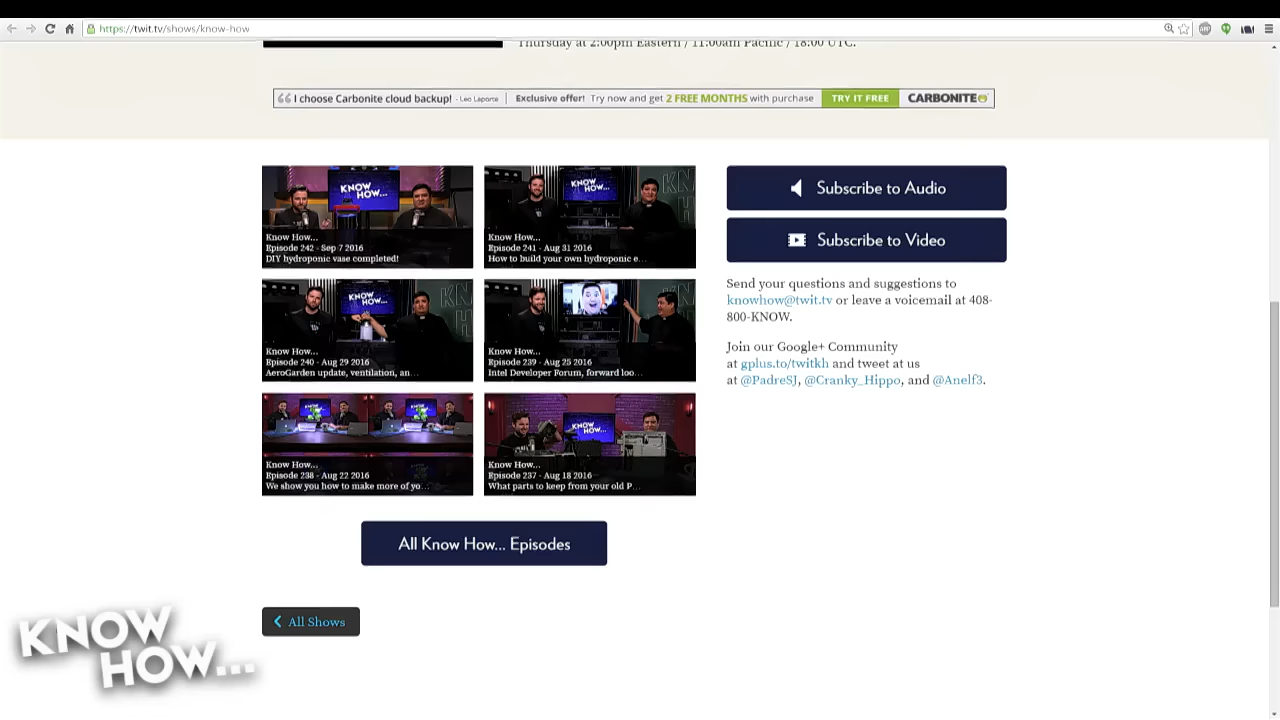 https://twit.tv/shows/know-how
Thursday at 2:00pm Eastern / 11:00am Pacific / 18:00 UTC.
I choose Carbonite cloud backup! - Leo Laporte
Exclusive offer! Try now and get 2 FREE MONTHS with purchase
TRY IT FREE
CARBONITE
KNOW HOW...
Know How...
Episode 242 - Sep 7 2016
DIY hydroponic vase completed!
KNOW HOW...
Know How...
Episode 241 - Aug 31 2016
How to build your own hydroponic e...
KNOW HOW...
Know How...
Episode 240 - Aug 29 2016
AeroGarden update, ventilation, an...
Know How...
Episode 239 - Aug 25 2016
Intel Developer Forum, forward loo...
Know How...
Episode 238 - Aug 22 2016
We show you how to make more of yo...
KNOW HOW...
Know How...
Episode 237 - Aug 18 2016
What parts to keep from your old P...
All Know How... Episodes
All Shows
Subscribe to Audio
Subscribe to Video
Send your questions and suggestions to
knowhow@twit.tv or leave a voicemail at 408-
800-KNOW.
Join our Google+ Community
at gplus.to/twitkh and tweet at us
at @PadreSJ, @Cranky_Hippo, and @Anelf3.
KNOW
HOW...